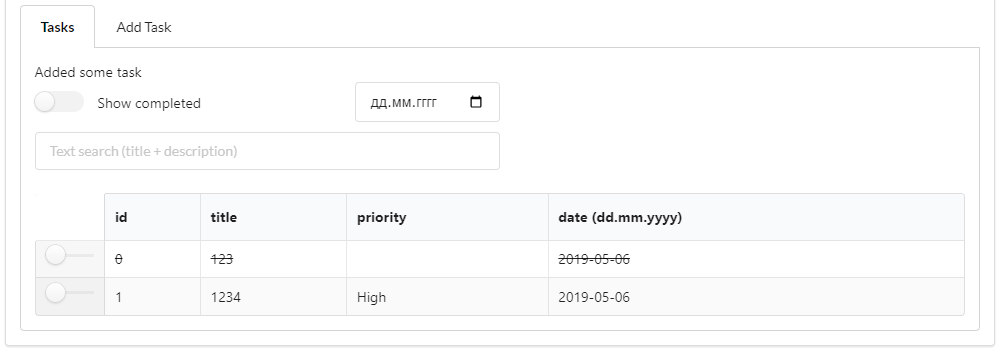 Tasks Add Task
Added some task
Show completed дд.мм.гггг
Text search (title + description)
id title priority date (dd.mm.yyyy)
0 123 2019-05-06
1 1234 High 2019-05-06